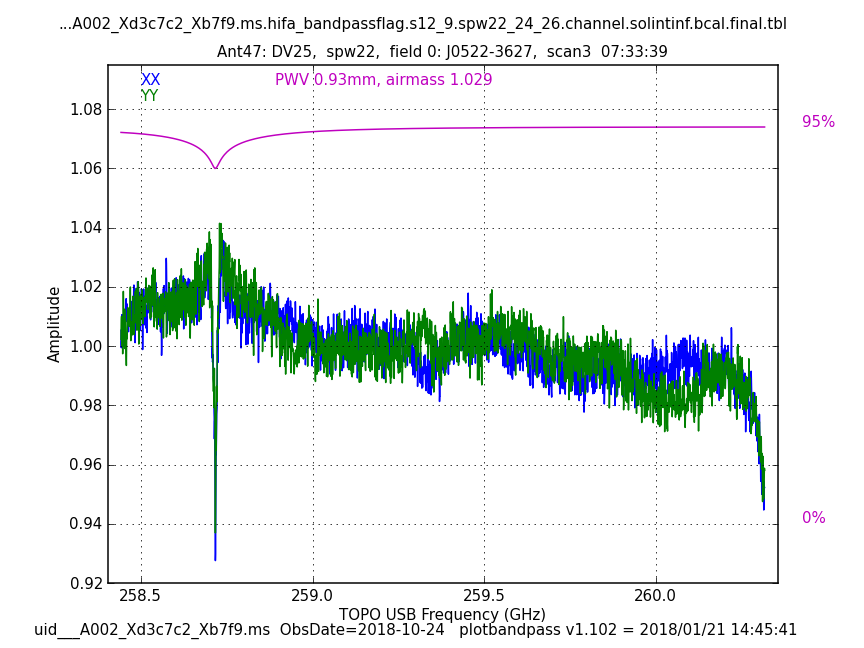 ...A002_Xd3c7c2_Xb7f9.ms.hifa_bandpassflag.s12_9.spw22_24_26.channel.solintinf.bcal.final.tbl
Ant47: DV25,  spw22,  field 0: J0522-3627,  scan3  07:33:39
XX
PWV 0.93mm, airmass 1.029
YY
1.08
95%
1.06
1.04
1.02
Amplitude
1.00
0.98
0.96
0.94
0%
0.92
258.5
259.0
259.5
260.0
TOPO USB Frequency (GHz)
uid___A002_Xd3c7c2_Xb7f9.ms  ObsDate=2018-10-24   plotbandpass v1.102 = 2018/01/21 14:45:41